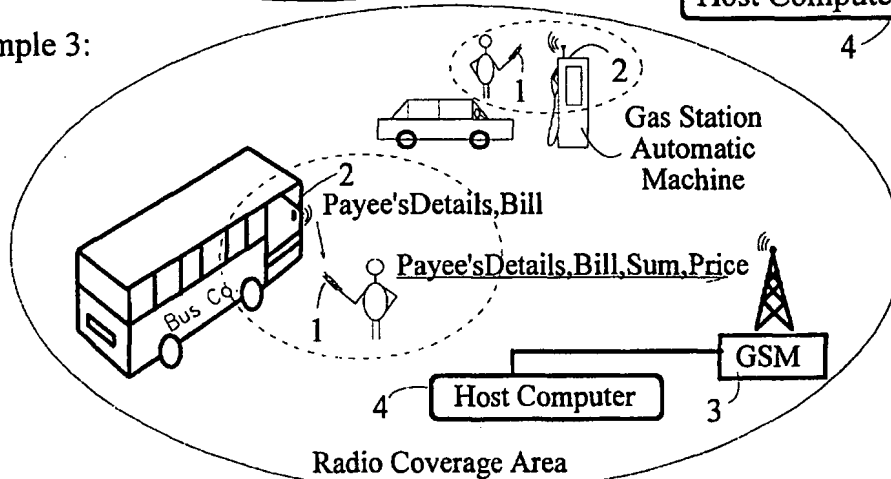 Host Compute
4
mple 3:
1
2
Gas Station
Automatic
Machine
2
Payee'sDetails,Bill
Payee'sDetails,Bill,Sum,Price
Bus Co.
1
GSM
3
4
Host Computer
Radio Coverage Area